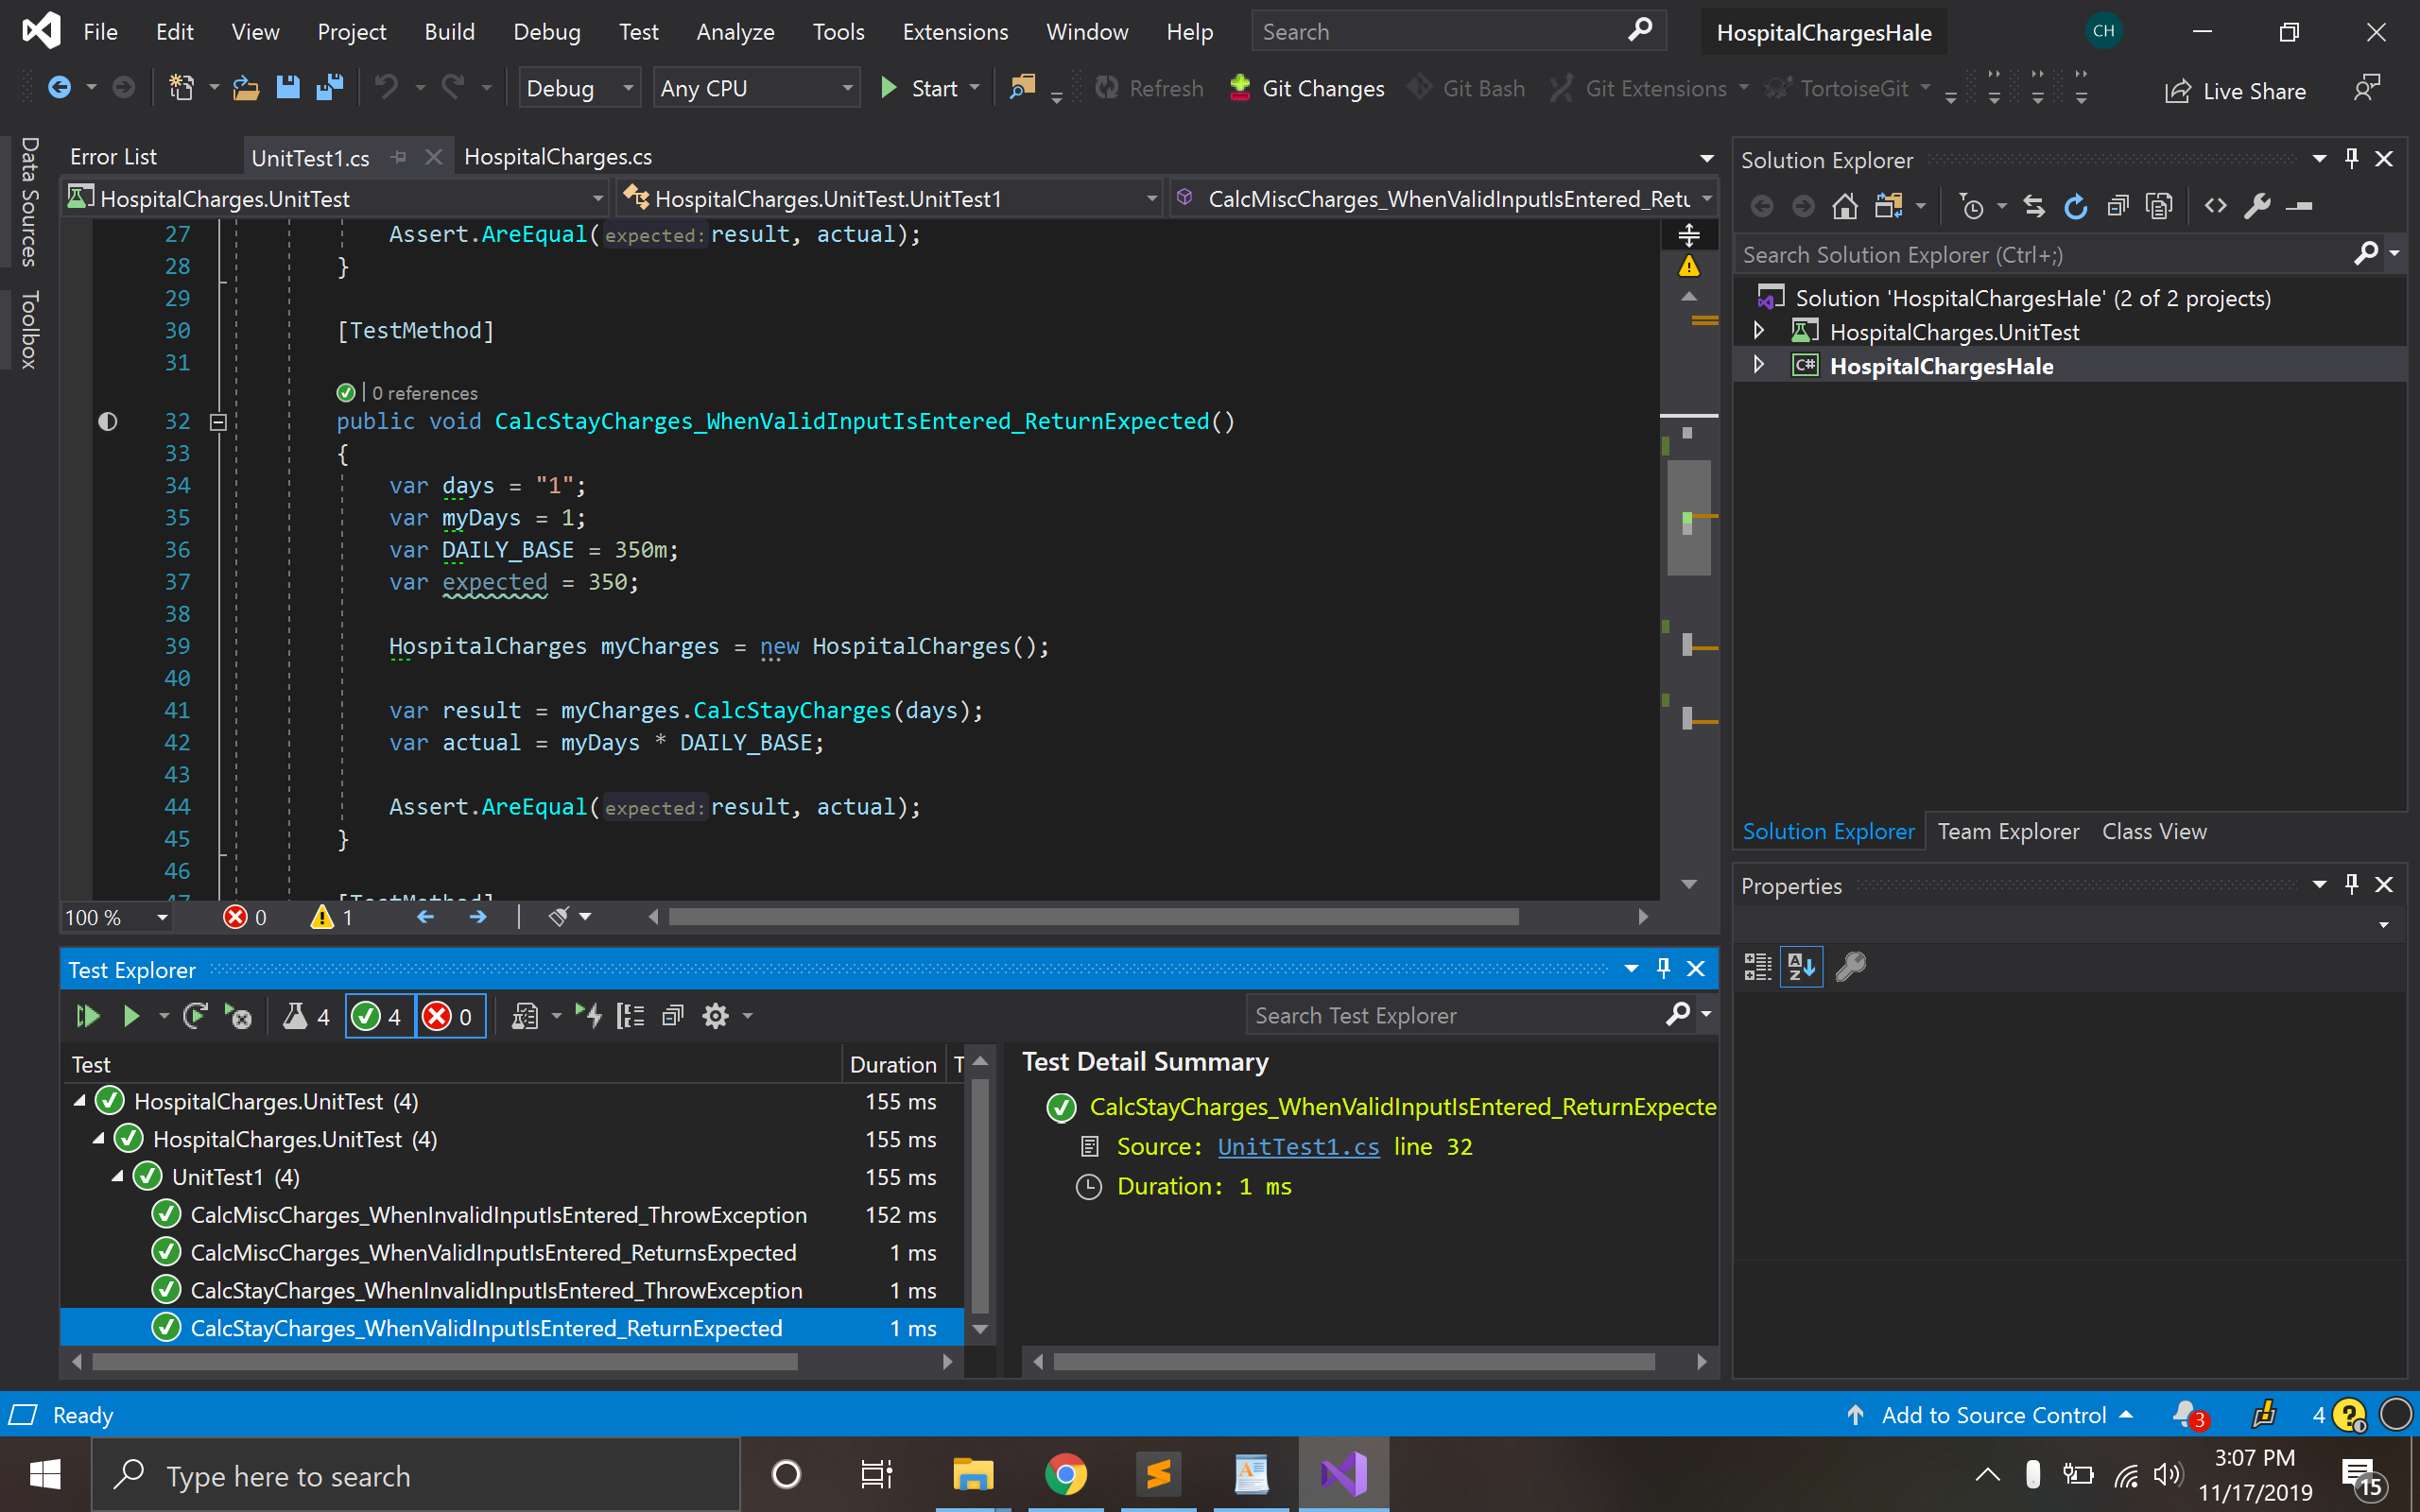 File Edit View Project Build Debug Test Analyze Tools Extensions Window Help Search HospitalChargesHale CH
Debug Any CPU Start Refresh Git Changes Git Bash Git Extensions TortoiseGit Live Share
Data Sources
Toolbox
Error List UnitTest1.cs HospitalCharges.cs
HospitalCharges.UnitTest HospitalCharges.UnitTest.UnitTest1 CalcMiscCharges_WhenValidInputIsEntered_Retu
27 Assert.AreEqual(expected: result, actual);
28 }
29
30 [TestMethod]
31
0 references
32 public void CalcStayCharges_WhenValidInputIsEntered_ReturnExpected()
33 {
34 var days = "1";
35 var myDays = 1;
36 var DAILY_BASE = 350m;
37 var expected = 350;
38
39 HospitalCharges myCharges = new HospitalCharges();
40
41 var result = myCharges.CalcStayCharges(days);
42 var actual = myDays * DAILY_BASE;
43
44 Assert.AreEqual(expected: result, actual);
45 }
46
47 [TestMethod]
100 % 0 1
Solution Explorer
Search Solution Explorer (Ctrl+;)
Solution 'HospitalChargesHale' (2 of 2 projects)
HospitalCharges.UnitTest
C# HospitalChargesHale
Solution Explorer Team Explorer Class View
Properties
Test Explorer
4 4 0 Search Test Explorer
Test Duration T
HospitalCharges.UnitTest (4) 155 ms
HospitalCharges.UnitTest (4) 155 ms
UnitTest1 (4) 155 ms
CalcMiscCharges_WhenInvalidInputIsEntered_ThrowException 152 ms
CalcMiscCharges_WhenValidInputIsEntered_ReturnsExpected 1 ms
CalcStayCharges_WhenInvalidInputIsEntered_ThrowException 1 ms
CalcStayCharges_WhenValidInputIsEntered_ReturnExpected 1 ms
Test Detail Summary
CalcStayCharges_WhenValidInputIsEntered_ReturnExpecte
Source: UnitTest1.cs line 32
Duration: 1 ms
Ready Add to Source Control 3 4
Type here to search
3:07 PM
11/17/2019
15